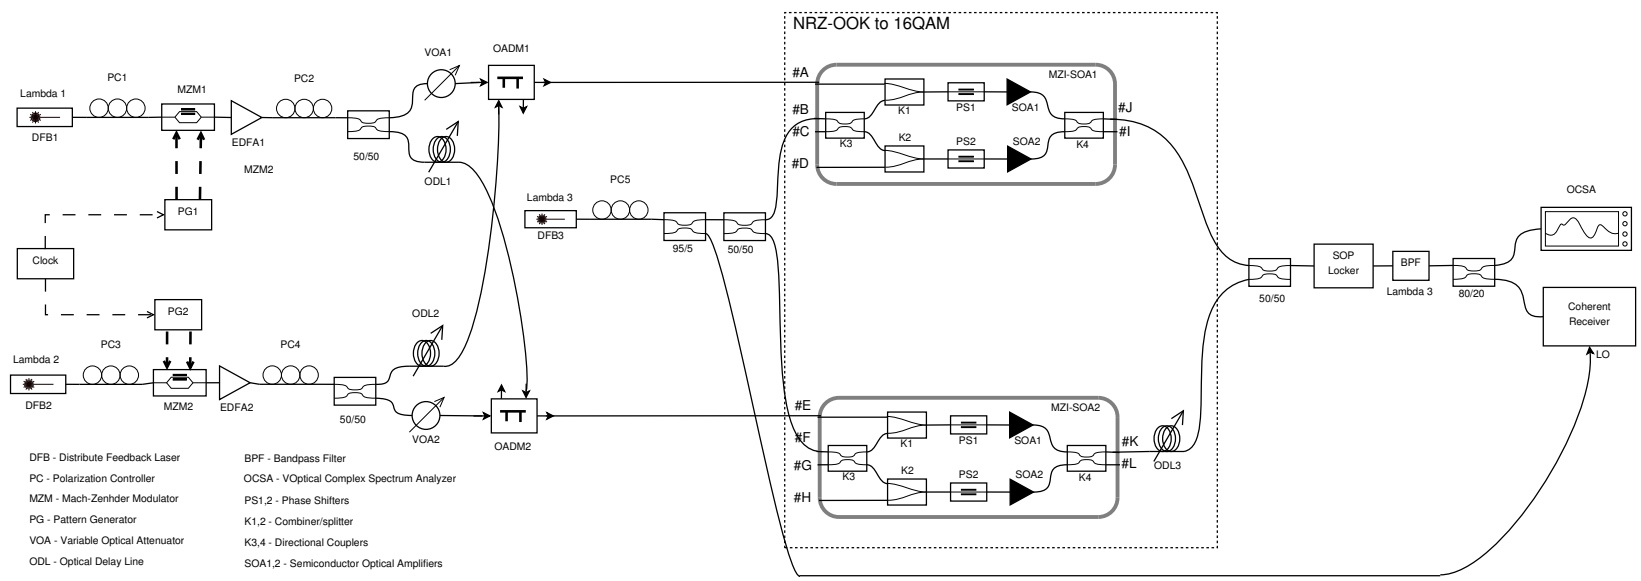 NRZ-OOK to 16QAM
Lambda 1
PC1
MZM1
PC2
VOA1
OADM1
DFB1
EDFA1
50/50
ODL1
MZM2
PG1
Clock
PG2
Lambda 2
PC3
PC4
ODL2
DFB2
MZM2
EDFA2
50/50
VOA2
OADM2
Lambda 3
PC5
DFB3
95/5
50/50
#A
#B
#C
#D
MZI-SOA1
K1
PS1
SOA1
K3
K2
PS2
SOA2
K4
#J
#I
#E
#F
#G
#H
MZI-SOA2
K1
PS1
SOA1
K3
K2
PS2
SOA2
K4
#K
#L
ODL3
50/50
SOP
Locker
BPF
Lambda 3
80/20
OCSA
Coherent
Receiver
LO
DFB - Distribute Feedback Laser
PC - Polarization Controller
MZM - Mach-Zenhder Modulator
PG - Pattern Generator
VOA - Variable Optical Attenuator
ODL - Optical Delay Line
BPF - Bandpass Filter
OCSA - VOptical Complex Spectrum Analyzer
PS1,2 - Phase Shifters
K1,2 - Combiner/splitter
K3,4 - Directional Couplers
SOA1,2 - Semiconductor Optical Amplifiers